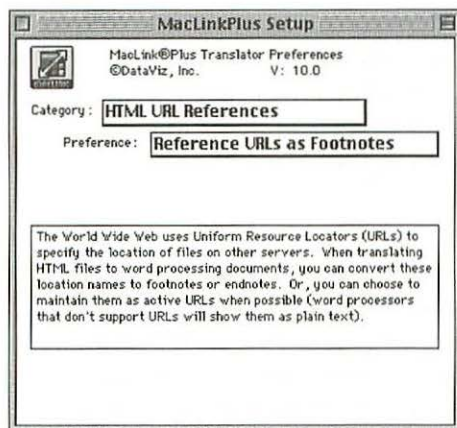 MacLinkPlus Setup
MacLink®Plus Translator Preferences
©DataViz, Inc. V: 10.0
Category: HTML URL References
Preference: Reference URLs as Footnotes
The World Wide Web uses Uniform Resource Locators (URLs) to
specify the location of files on other servers. When translating
HTML files to word processing documents, you can convert these
location names to footnotes or endnotes. Or, you can choose to
maintain them as active URLs when possible (word processors
that don't support URLs will show them as plain text).